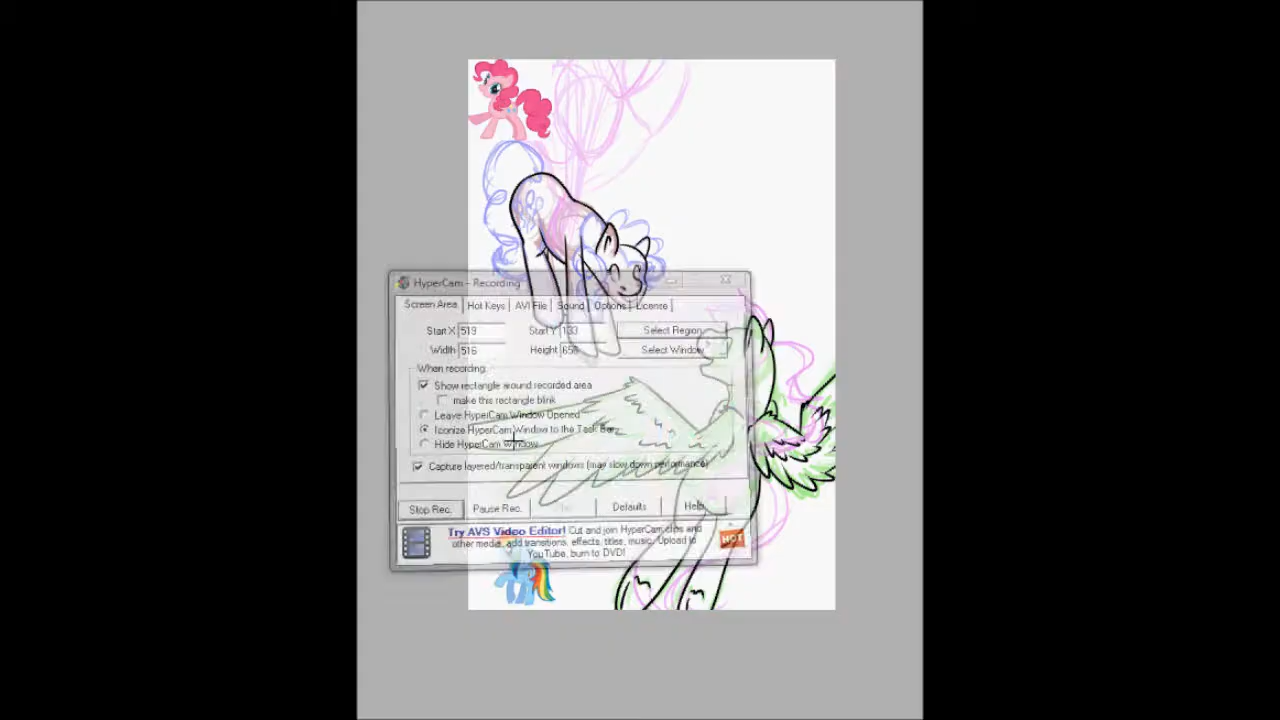 HyperCam - Recording
Screen Area Hot Keys AVI File Sound Options License
Start X 519 Start Y 133 Select Region
Width 516 Height 658 Select Window
When recording:
Show rectangle around recorded area
make this rectangle blink
Leave HyperCam Window Opened
Iconize HyperCam Window to the Task Bar
Hide HyperCam Window
Capture layered/transparent windows (may slow down performance)
Stop Rec. Pause Rec. Defaults Help
Try AVS Video Editor! Cut and join HyperCam clips and
other media, add transitions, effects, titles, music. Upload to
YouTube, burn to DVD!
HOT